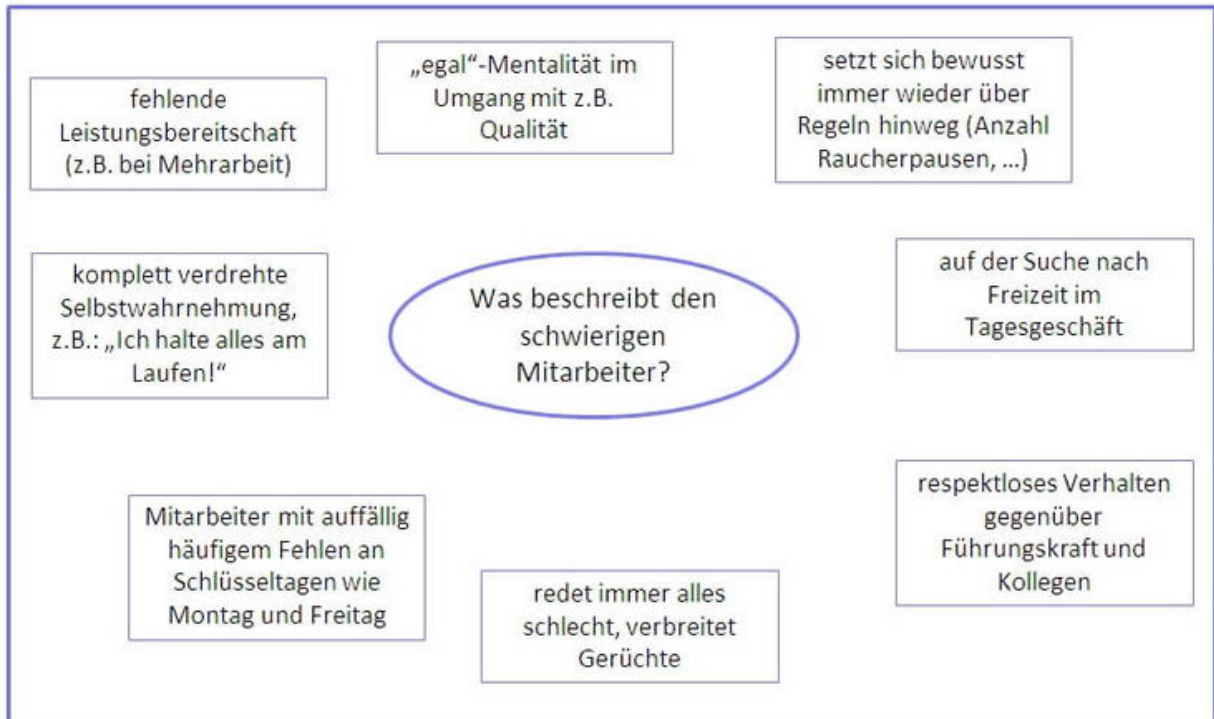 fehlende
Leistungsbereitschaft
(z.B. bei Mehrarbeit)
„egal“-Mentalität im
Umgang mit z.B.
Qualität
setzt sich bewusst
immer wieder über
Regeln hinweg (Anzahl
Raucherpausen, ...)
komplett verdrehte
Selbstwahrnehmung,
z.B.: „Ich halte alles am
Laufen!“
Was beschreibt den
schwierigen
Mitarbeiter?
auf der Suche nach
Freizeit im
Tagesgeschäft
Mitarbeiter mit auffällig
häufigem Fehlen an
Schlüsseltagen wie
Montag und Freitag
redet immer alles
schlecht, verbreitet
Gerüchte
respektloses Verhalten
gegenüber
Führungskraft und
Kollegen